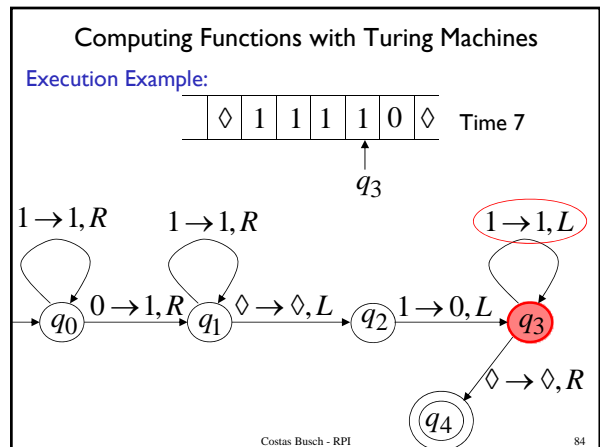 Computing Functions with Turing Machines
Execution Example:
◊ 1 1 1 1 0 ◊ Time 7
q3
1 → 1, R 1 → 1, R 1 → 1, L
q0 0 → 1, R q1 ◊ → ◊, L q2 1 → 0, L q3
◊ → ◊, R
q4
Costas Busch - RPI 84